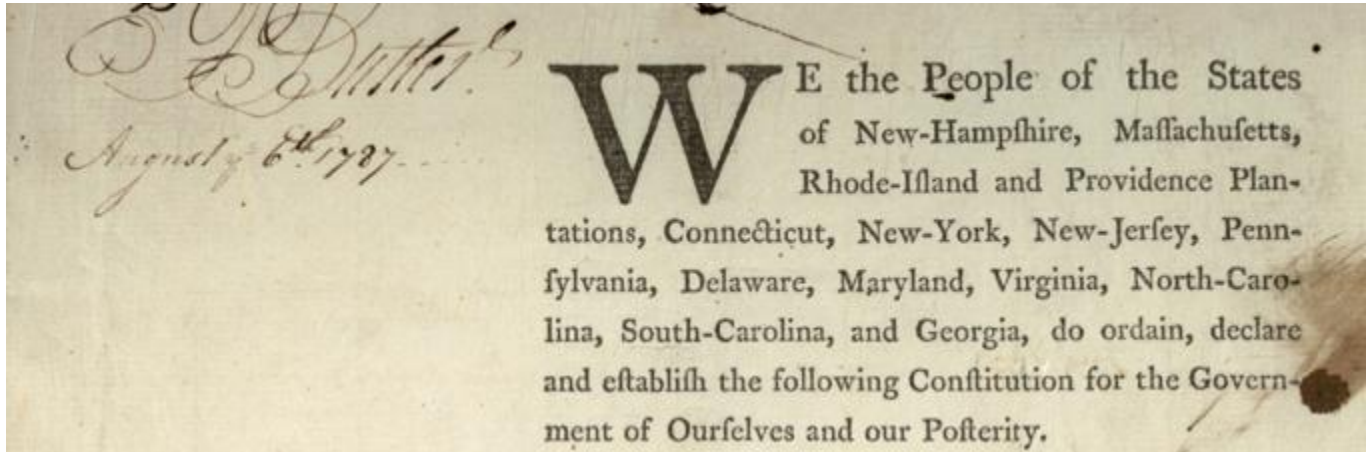 Butler
August yᵉ 6th. 1787.
WE the People of the States
of New-Hampſhire, Maſſachuſetts,
Rhode-Iſland and Providence Plan-
tations, Connecticut, New-York, New-Jerſey, Penn-
ſylvania, Delaware, Maryland, Virginia, North-Caro-
lina, South-Carolina, and Georgia, do ordain, declare
and eſtabliſh the following Conſtitution for the Govern-
ment of Ourſelves and our Poſterity.